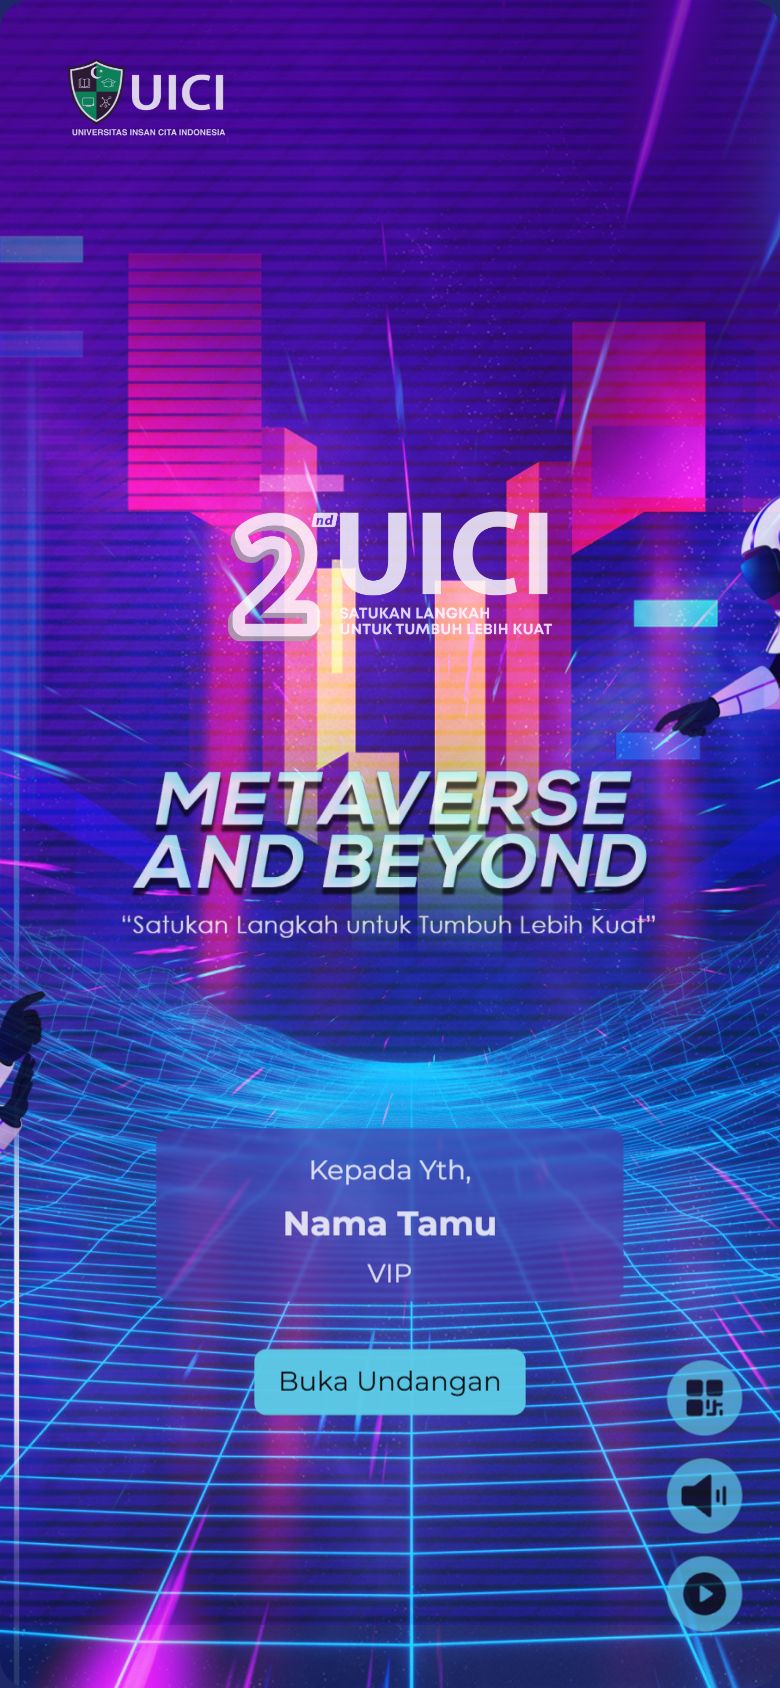 UICI
UNIVERSITAS INSAN CITA INDONESIA
2nd UICI
SATUKAN LANGKAH
UNTUK TUMBUH LEBIH KUAT
METAVERSE
AND BEYOND
“Satukan Langkah untuk Tumbuh Lebih Kuat”
Kepada Yth,
Nama Tamu
VIP
Buka Undangan